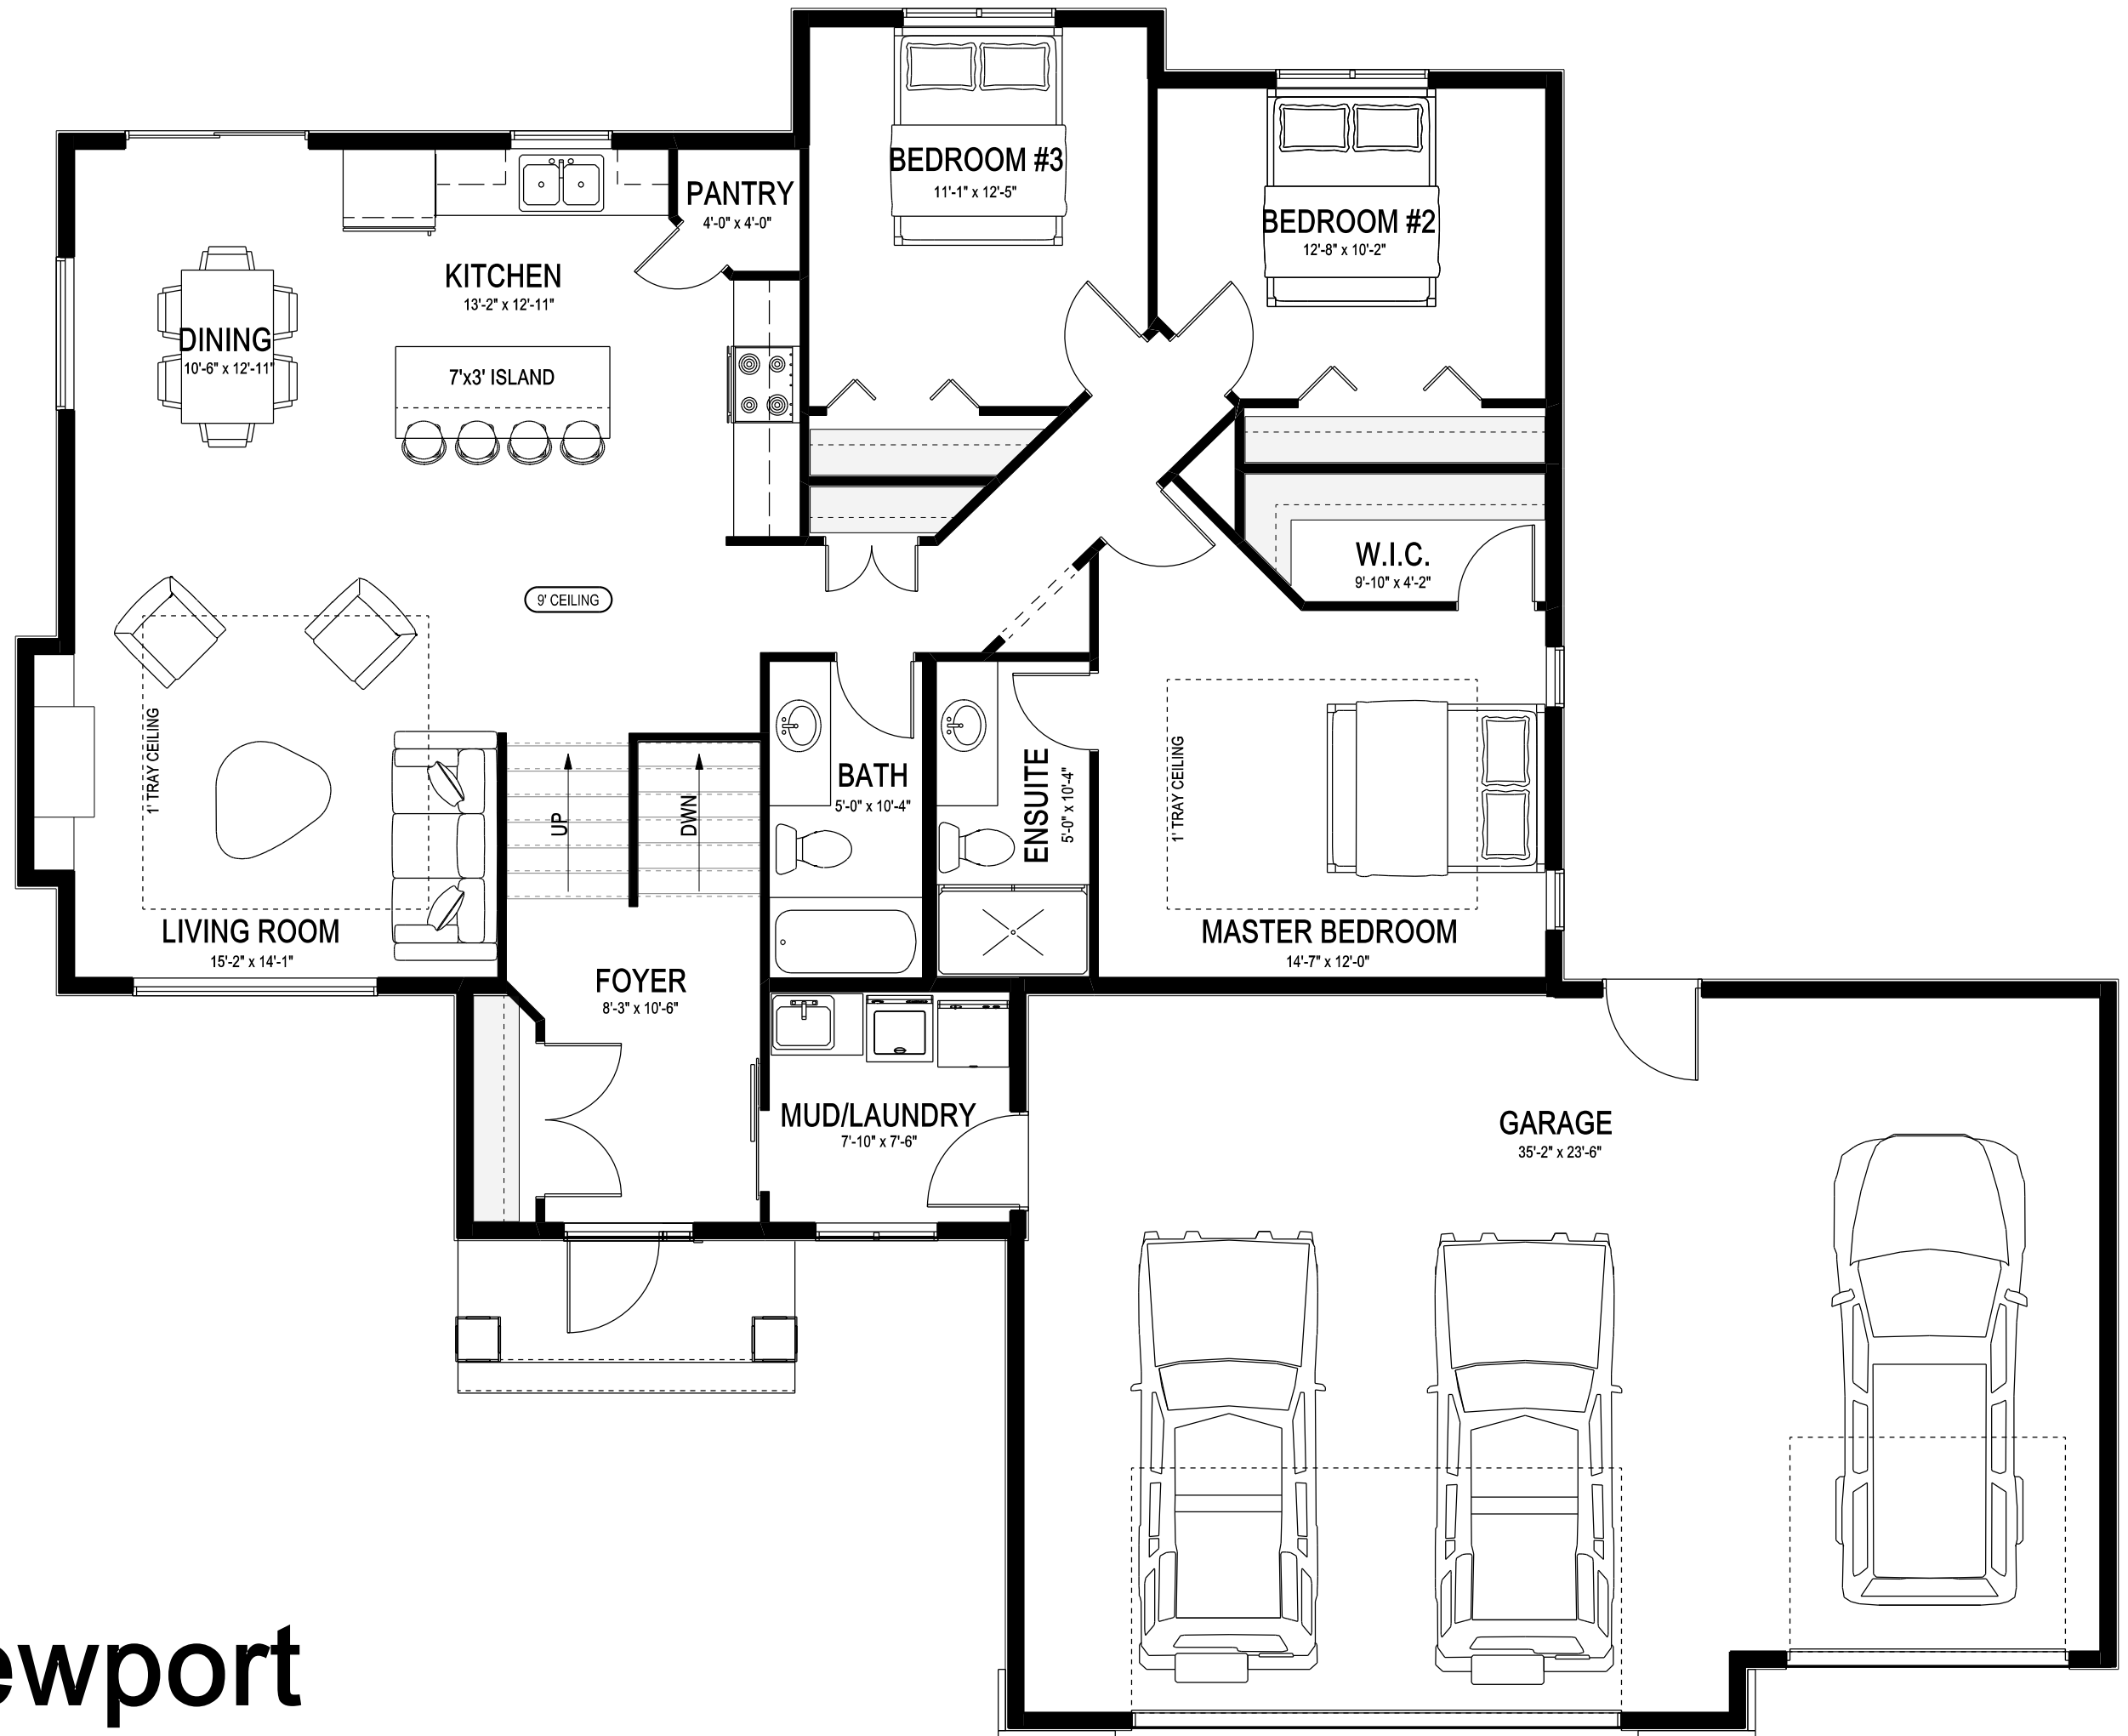 BEDROOM #3
11'-1" x 12'-5"
BEDROOM #2
12'-8" x 10'-2"
PANTRY
4'-0" x 4'-0"
KITCHEN
13'-2" x 12'-11"
DINING
10'-6" x 12'-11"
7'x3' ISLAND
W.I.C.
9'-10" x 4'-2"
9' CEILING
1' TRAY CEILING
UP
DWN
BATH
5'-0" x 10'-4"
ENSUITE
5'-0" x 10'-4"
1' TRAY CEILING
LIVING ROOM
15'-2" x 14'-1"
MASTER BEDROOM
14'-7" x 12'-0"
FOYER
8'-3" x 10'-6"
MUD/LAUNDRY
7'-10" x 7'-6"
GARAGE
35'-2" x 23'-6"
ewport